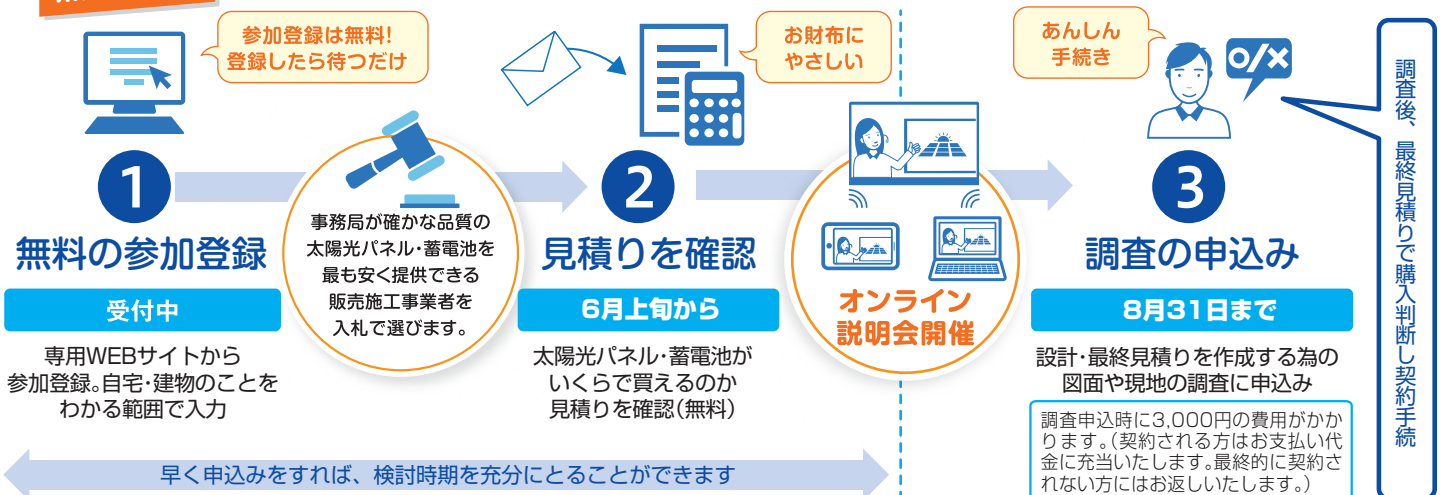 参加登録は無料!
登録したら待つだけ
1
無料の参加登録
受付中
専用WEBサイトから
参加登録。自宅・建物のことを
わかる範囲で入力
事務局が確かな品質の
太陽光パネル・蓄電池を
最も安く提供できる
販売施工事業者を
入札で選びます。
お財布に
やさしい
2
見積りを確認
6月上旬から
太陽光パネル・蓄電池が
いくらで買えるのか
見積りを確認(無料)
オンライン
説明会開催
あんしん
手続き
O/×
3
調査の申込み
8月31日まで
設計・最終見積りを作成する為の
図面や現地の調査に申込み
調査申込時に3,000円の費用がかか
ります。(契約される方はお支払い代
金に充当いたします。最終的に契約さ
れない方にはお返しいたします。)
調査後、最終見積りで購入判断し契約手続
早く申込みをすれば、検討時期を充分にとることができます